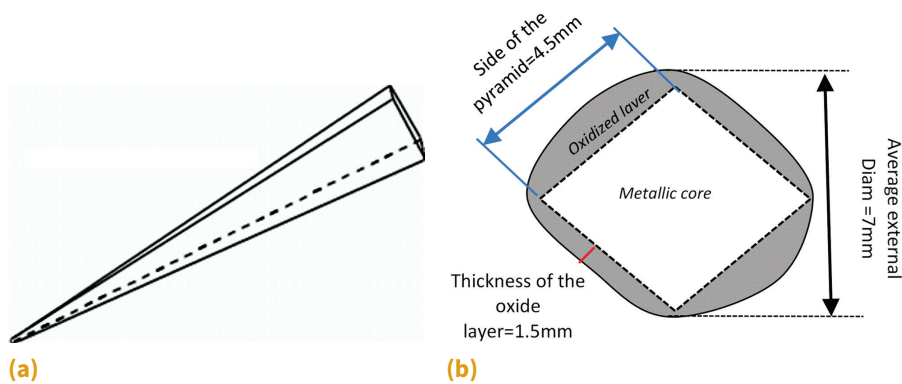 Side of the
pyramid=4.5mm
Oxidized layer
Metallic core
Average external
Diam =7mm
Thickness of the
oxide
layer=1.5mm
(a)
(b)